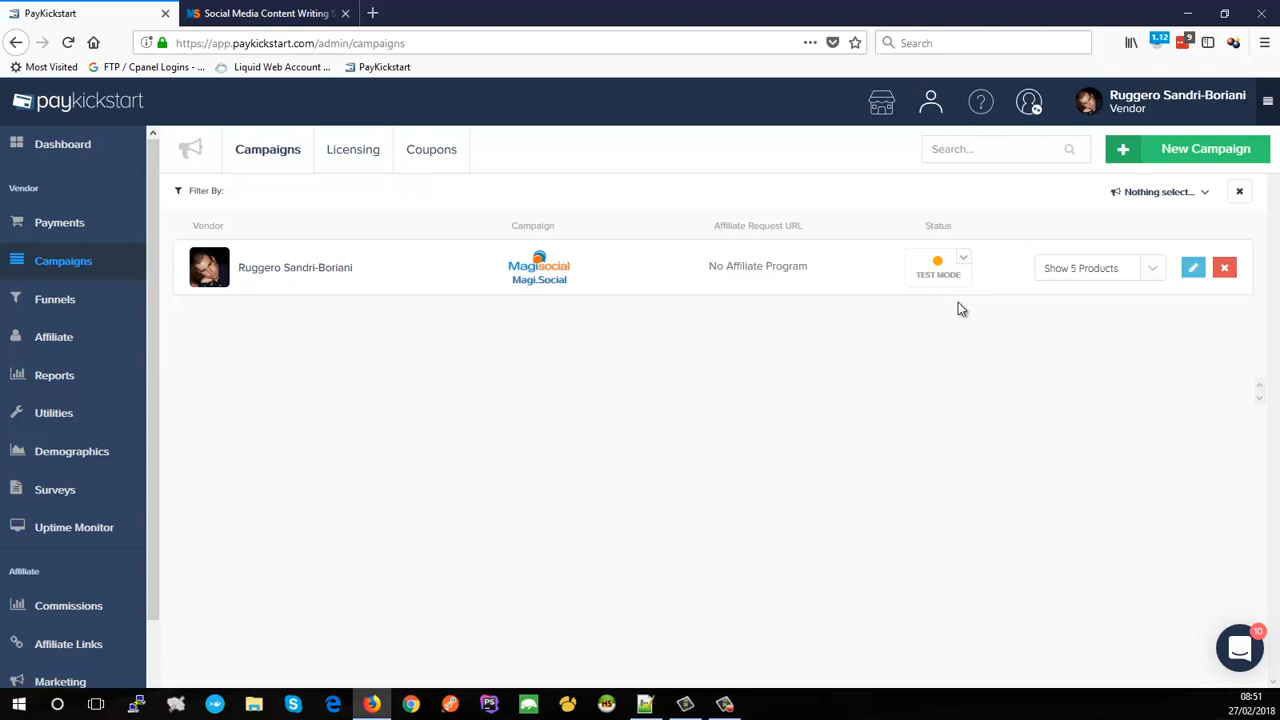 PayKickstart
Social Media Content Writing S
https://app.paykickstart.com/admin/campaigns
Search
1.12
9
Most Visited
FTP / Cpanel Logins - ...
Liquid Web Account ...
PayKickstart
paykickstart
Ruggero Sandri-Boriani
Vendor
Dashboard
Vendor
Payments
Campaigns
Funnels
Affiliate
Reports
Utilities
Demographics
Surveys
Uptime Monitor
Affiliate
Commissions
Affiliate Links
Marketing
Campaigns
Licensing
Coupons
Search...
New Campaign
Filter By:
Nothing select...
Vendor
Campaign
Affiliate Request URL
Status
Ruggero Sandri-Boriani
Magisocial
Magi.Social
No Affiliate Program
TEST MODE
Show 5 Products
10
08:51
27/02/2018